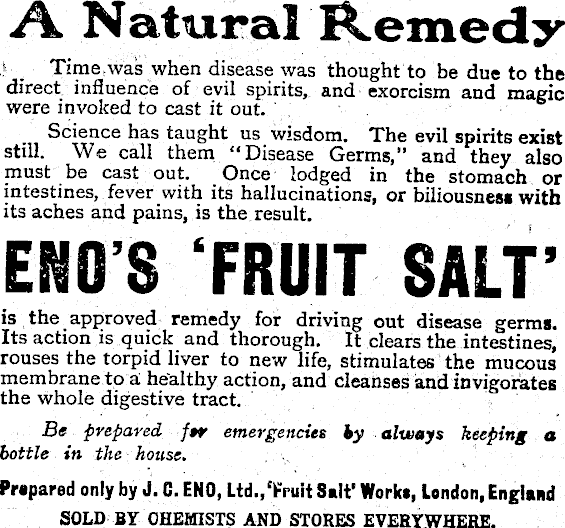 A Natural Remedy
Time was when disease was thought to be due to the
direct influence of evil spirits, and exorcism and magic
were invoked to cast it out.
Science has taught us wisdom. The evil spirits exist
still. We call them "Disease Germs," and they also
must be cast out. Once lodged in the stomach or
intestines, fever with its hallucinations, or biliousness with
its aches and pains, is the result.
ENO'S 'FRUIT SALT'
is the approved remedy for driving out disease germs.
Its action is quick and thorough. It clears the intestines,
rouses the torpid liver to new life, stimulates the mucous
membrane to a healthy action, and cleanses and invigorates
the whole digestive tract.
Be prepared for emergencies by always keeping a
bottle in the house.
Prepared only by J. C. ENO, Ltd., 'Fruit Salt' Works, London, England
SOLD BY CHEMISTS AND STORES EVERYWHERE.